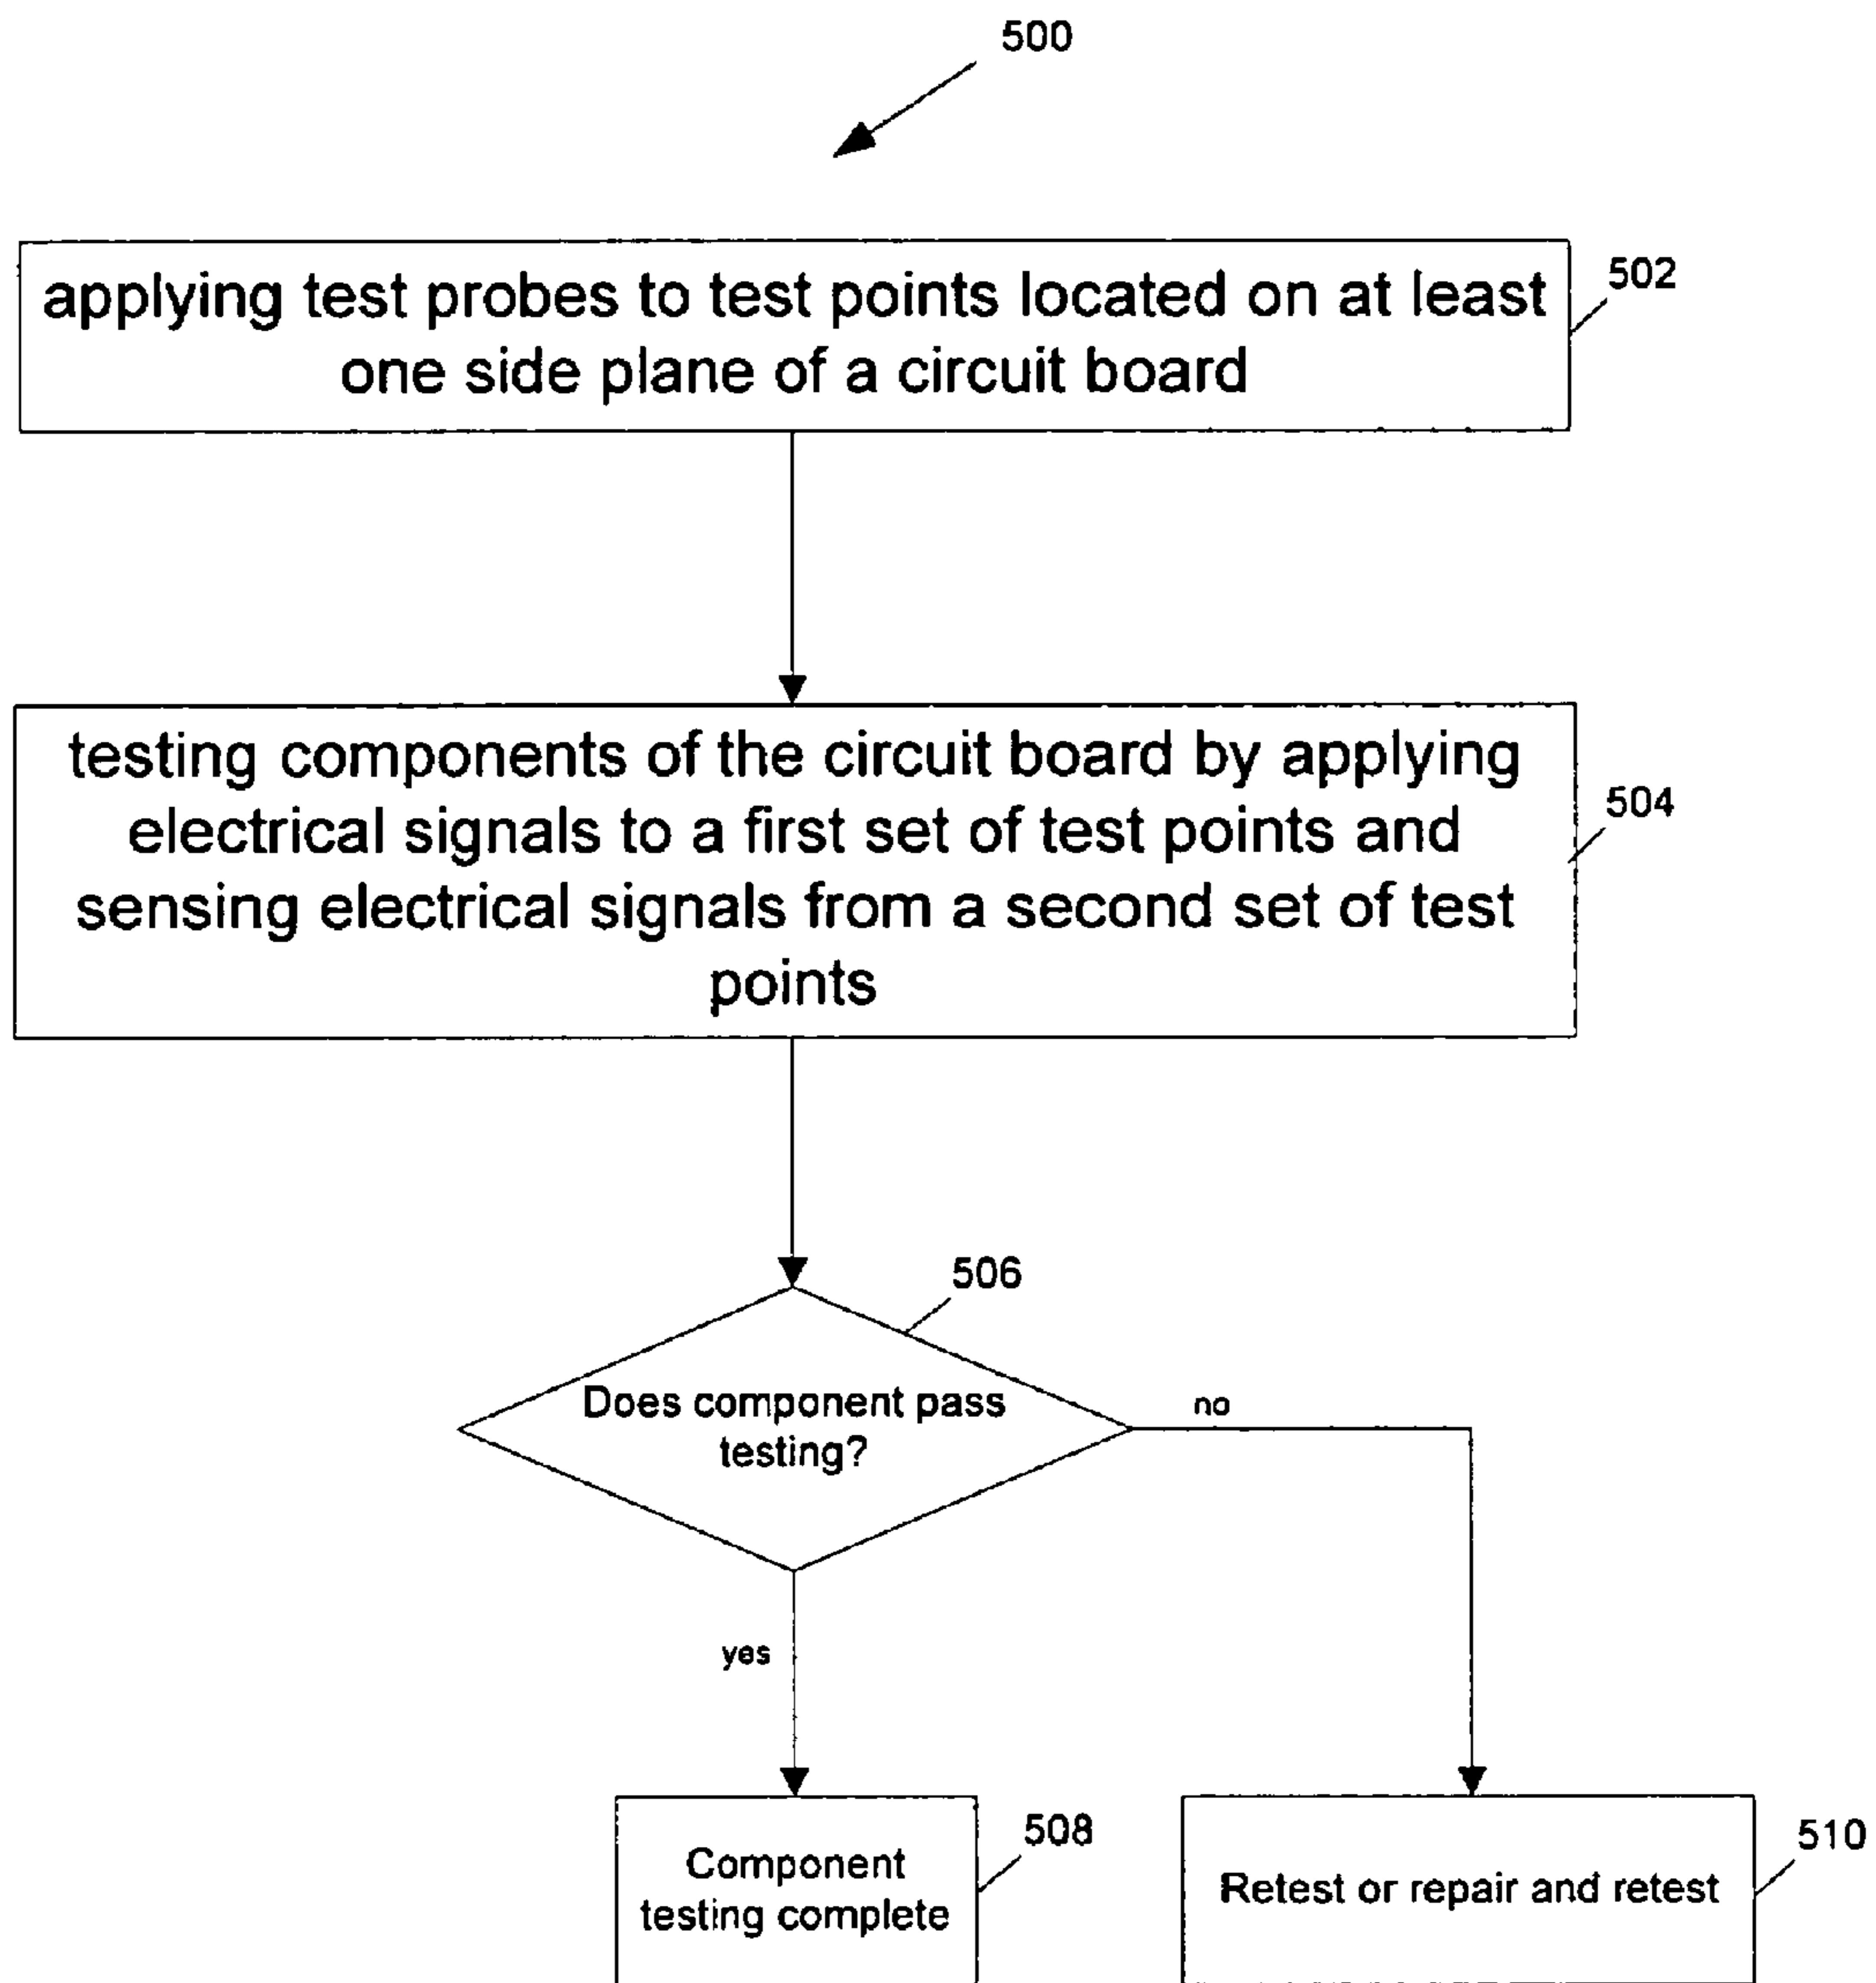 500
applying test probes to test points located on at least
one side plane of a circuit board
502
testing components of the circuit board by applying
electrical signals to a first set of test points and
sensing electrical signals from a second set of test
points
504
506
Does component pass
testing?
no
yes
Component
testing complete
508
Retest or repair and retest
510